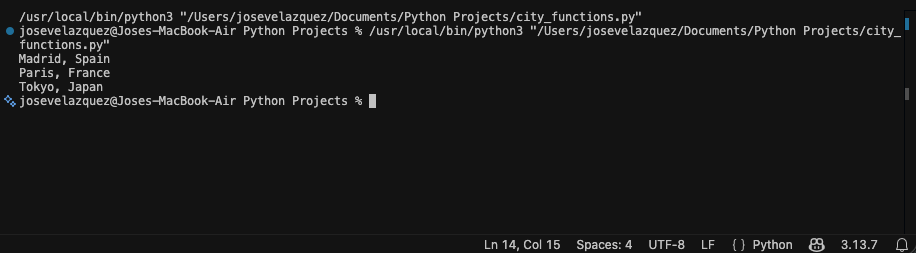 /usr/local/bin/python3 "/Users/josevelazquez/Documents/Python Projects/city_functions.py"
josevelazquez@Joses-MacBook-Air Python Projects % /usr/local/bin/python3 "/Users/josevelazquez/Documents/Python Projects/city_
functions.py"
Madrid, Spain
Paris, France
Tokyo, Japan
josevelazquez@Joses-MacBook-Air Python Projects %
Ln 14, Col 15 Spaces: 4 UTF-8 LF { } Python 3.13.7